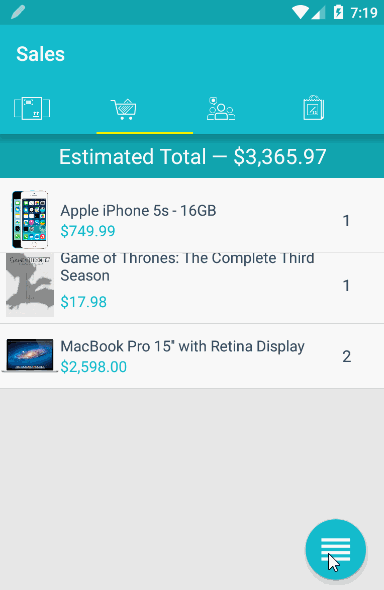 7:19
Sales
Estimated Total — $3,365.97
Apple iPhone 5s - 16GB
$749.99
1
Game of Thrones: The Complete Third
Season
$17.98
1
MacBook Pro 15" with Retina Display
$2,598.00
2